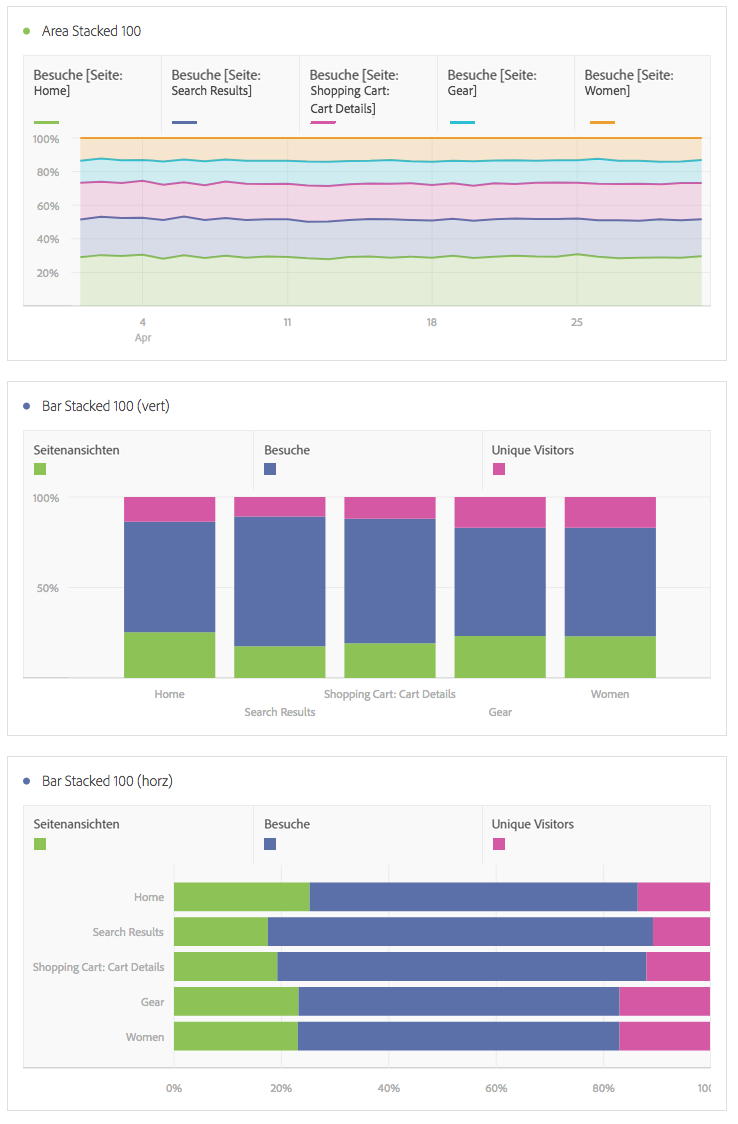 Area Stacked 100
Besuche [Seite: Home]
Besuche [Seite: Search Results]
Besuche [Seite: Shopping Cart: Cart Details]
Besuche [Seite: Gear]
Besuche [Seite: Women]
100%
80%
60%
40%
20%
4 11 18 25
Apr
Bar Stacked 100 (vert)
Seitenansichten Besuche Unique Visitors
100%
50%
Home Shopping Cart: Cart Details Women
Search Results Gear
Bar Stacked 100 (horz)
Seitenansichten Besuche Unique Visitors
Home
Search Results
Shopping Cart: Cart Details
Gear
Women
0% 20% 40% 60% 80% 10